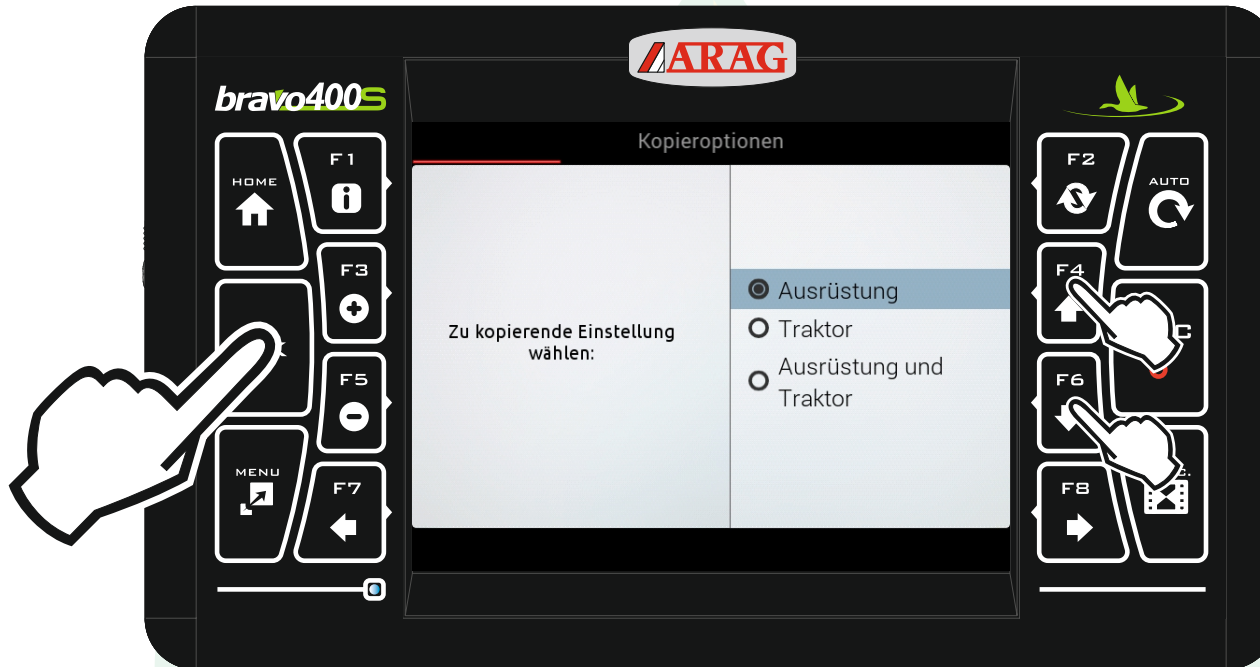 ARAG
bravo400S
HOME
F1
F3
F5
MENU
F7
Kopieroptionen
Zu kopierende Einstellung
wählen:
Ausrüstung
Traktor
Ausrüstung und
Traktor
F2
AUTO
F4
F6
F8